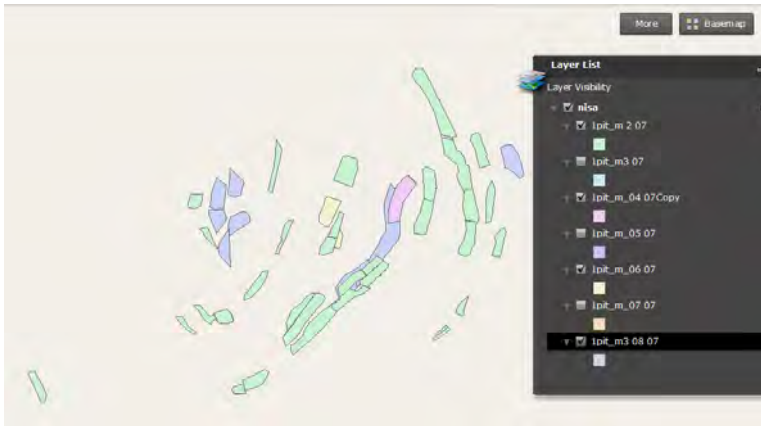 More
Basemap
Layer List
Layer Visibility
nisa
1pit_m 2 07
1pit_m3 07
1pit_m_04 07Copy
1pit_m_05 07
1pit_m_06 07
1pit_m_07 07
1pit_m3 08 07